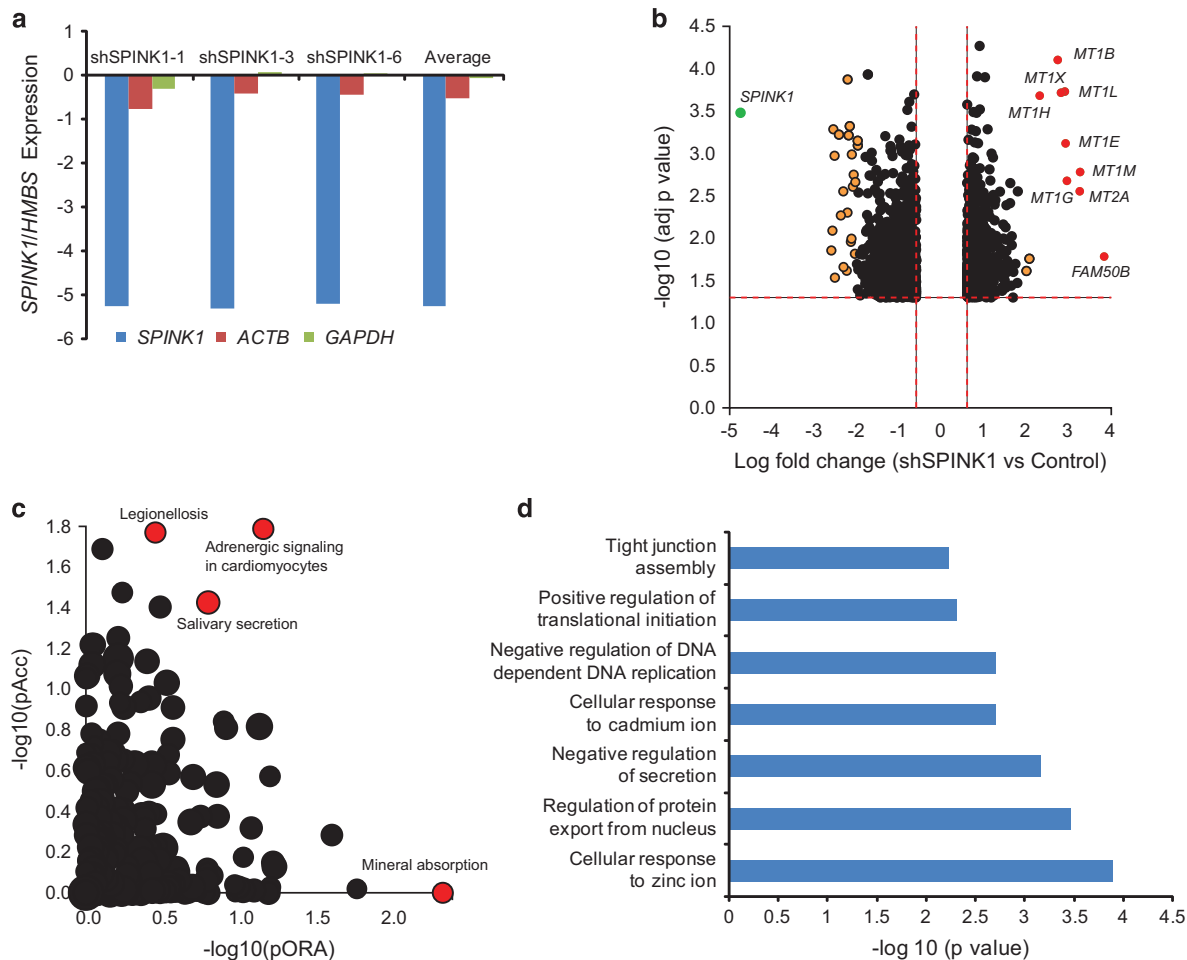 a
SPINK1/HMBS Expression
1
0
-1
-2
-3
-4
-5
-6
shSPINK1-1
shSPINK1-3
shSPINK1-6
Average
SPINK1
ACTB
GAPDH
b
-log10 (adj p value)
4.5
4.0
3.5
3.0
2.5
2.0
1.5
1.0
0.5
0.0
SPINK1
MT1B
MT1X
MT1L
MT1H
MT1E
MT1M
MT1G
MT2A
FAM50B
-5 -4 -3 -2 -1 0 1 2 3 4
Log fold change (shSPINK1 vs Control)
c
-log10(pAcc)
1.8
1.6
1.4
1.2
1.0
0.8
0.6
0.4
0.2
0.0
Legionellosis
Adrenergic signaling
in cardiomyocytes
Salivary secretion
Mineral absorption
0.0 0.5 1.0 1.5 2.0
-log10(pORA)
d
Tight junction
assembly
Positive regulation of
translational initiation
Negative regulation of DNA
dependent DNA replication
Cellular response
to cadmium ion
Negative regulation
of secretion
Regulation of protein
export from nucleus
Cellular response
to zinc ion
0 0.5 1 1.5 2 2.5 3 3.5 4 4.5
-log 10 (p value)